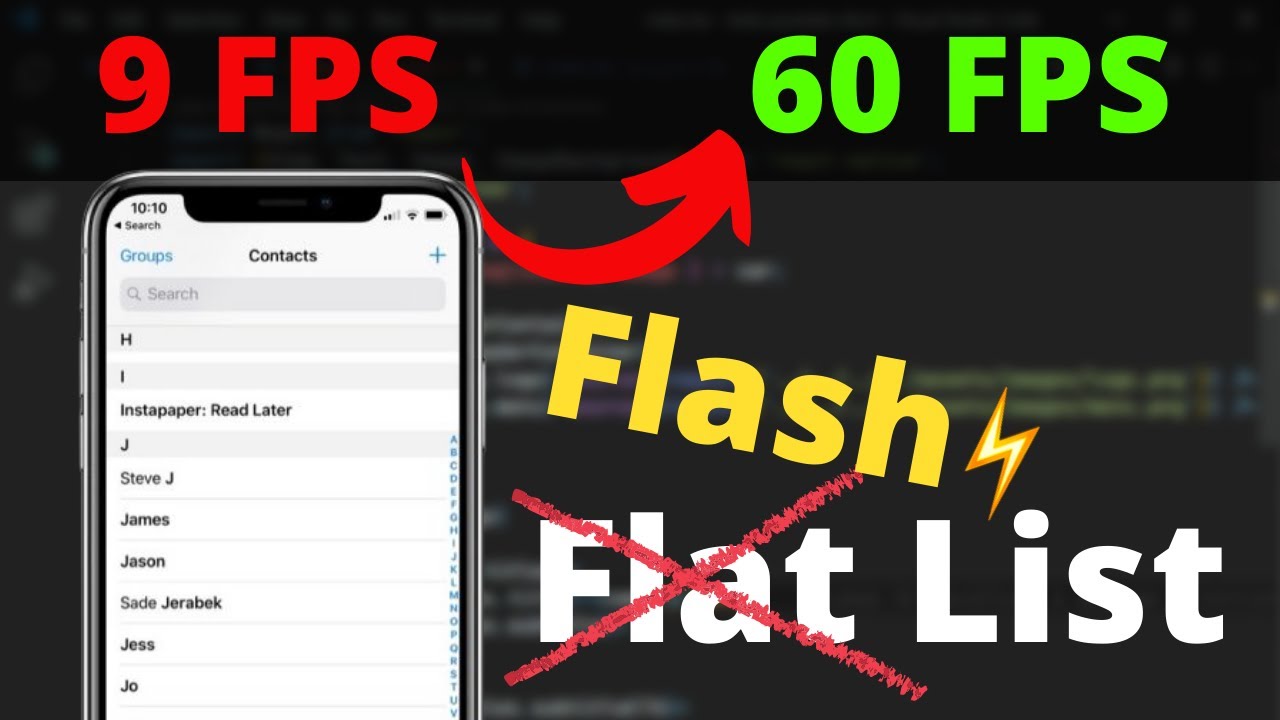 9 FPS
60 FPS
10:10
Search
Groups
Contacts
+
Search
H
I
Instapaper: Read Later
J
Steve J
James
Jason
Sade Jerabek
Jess
Jo
A
B
C
D
E
F
G
H
I
J
K
L
M
N
O
P
Q
R
S
T
U
V
Flash
Flat List